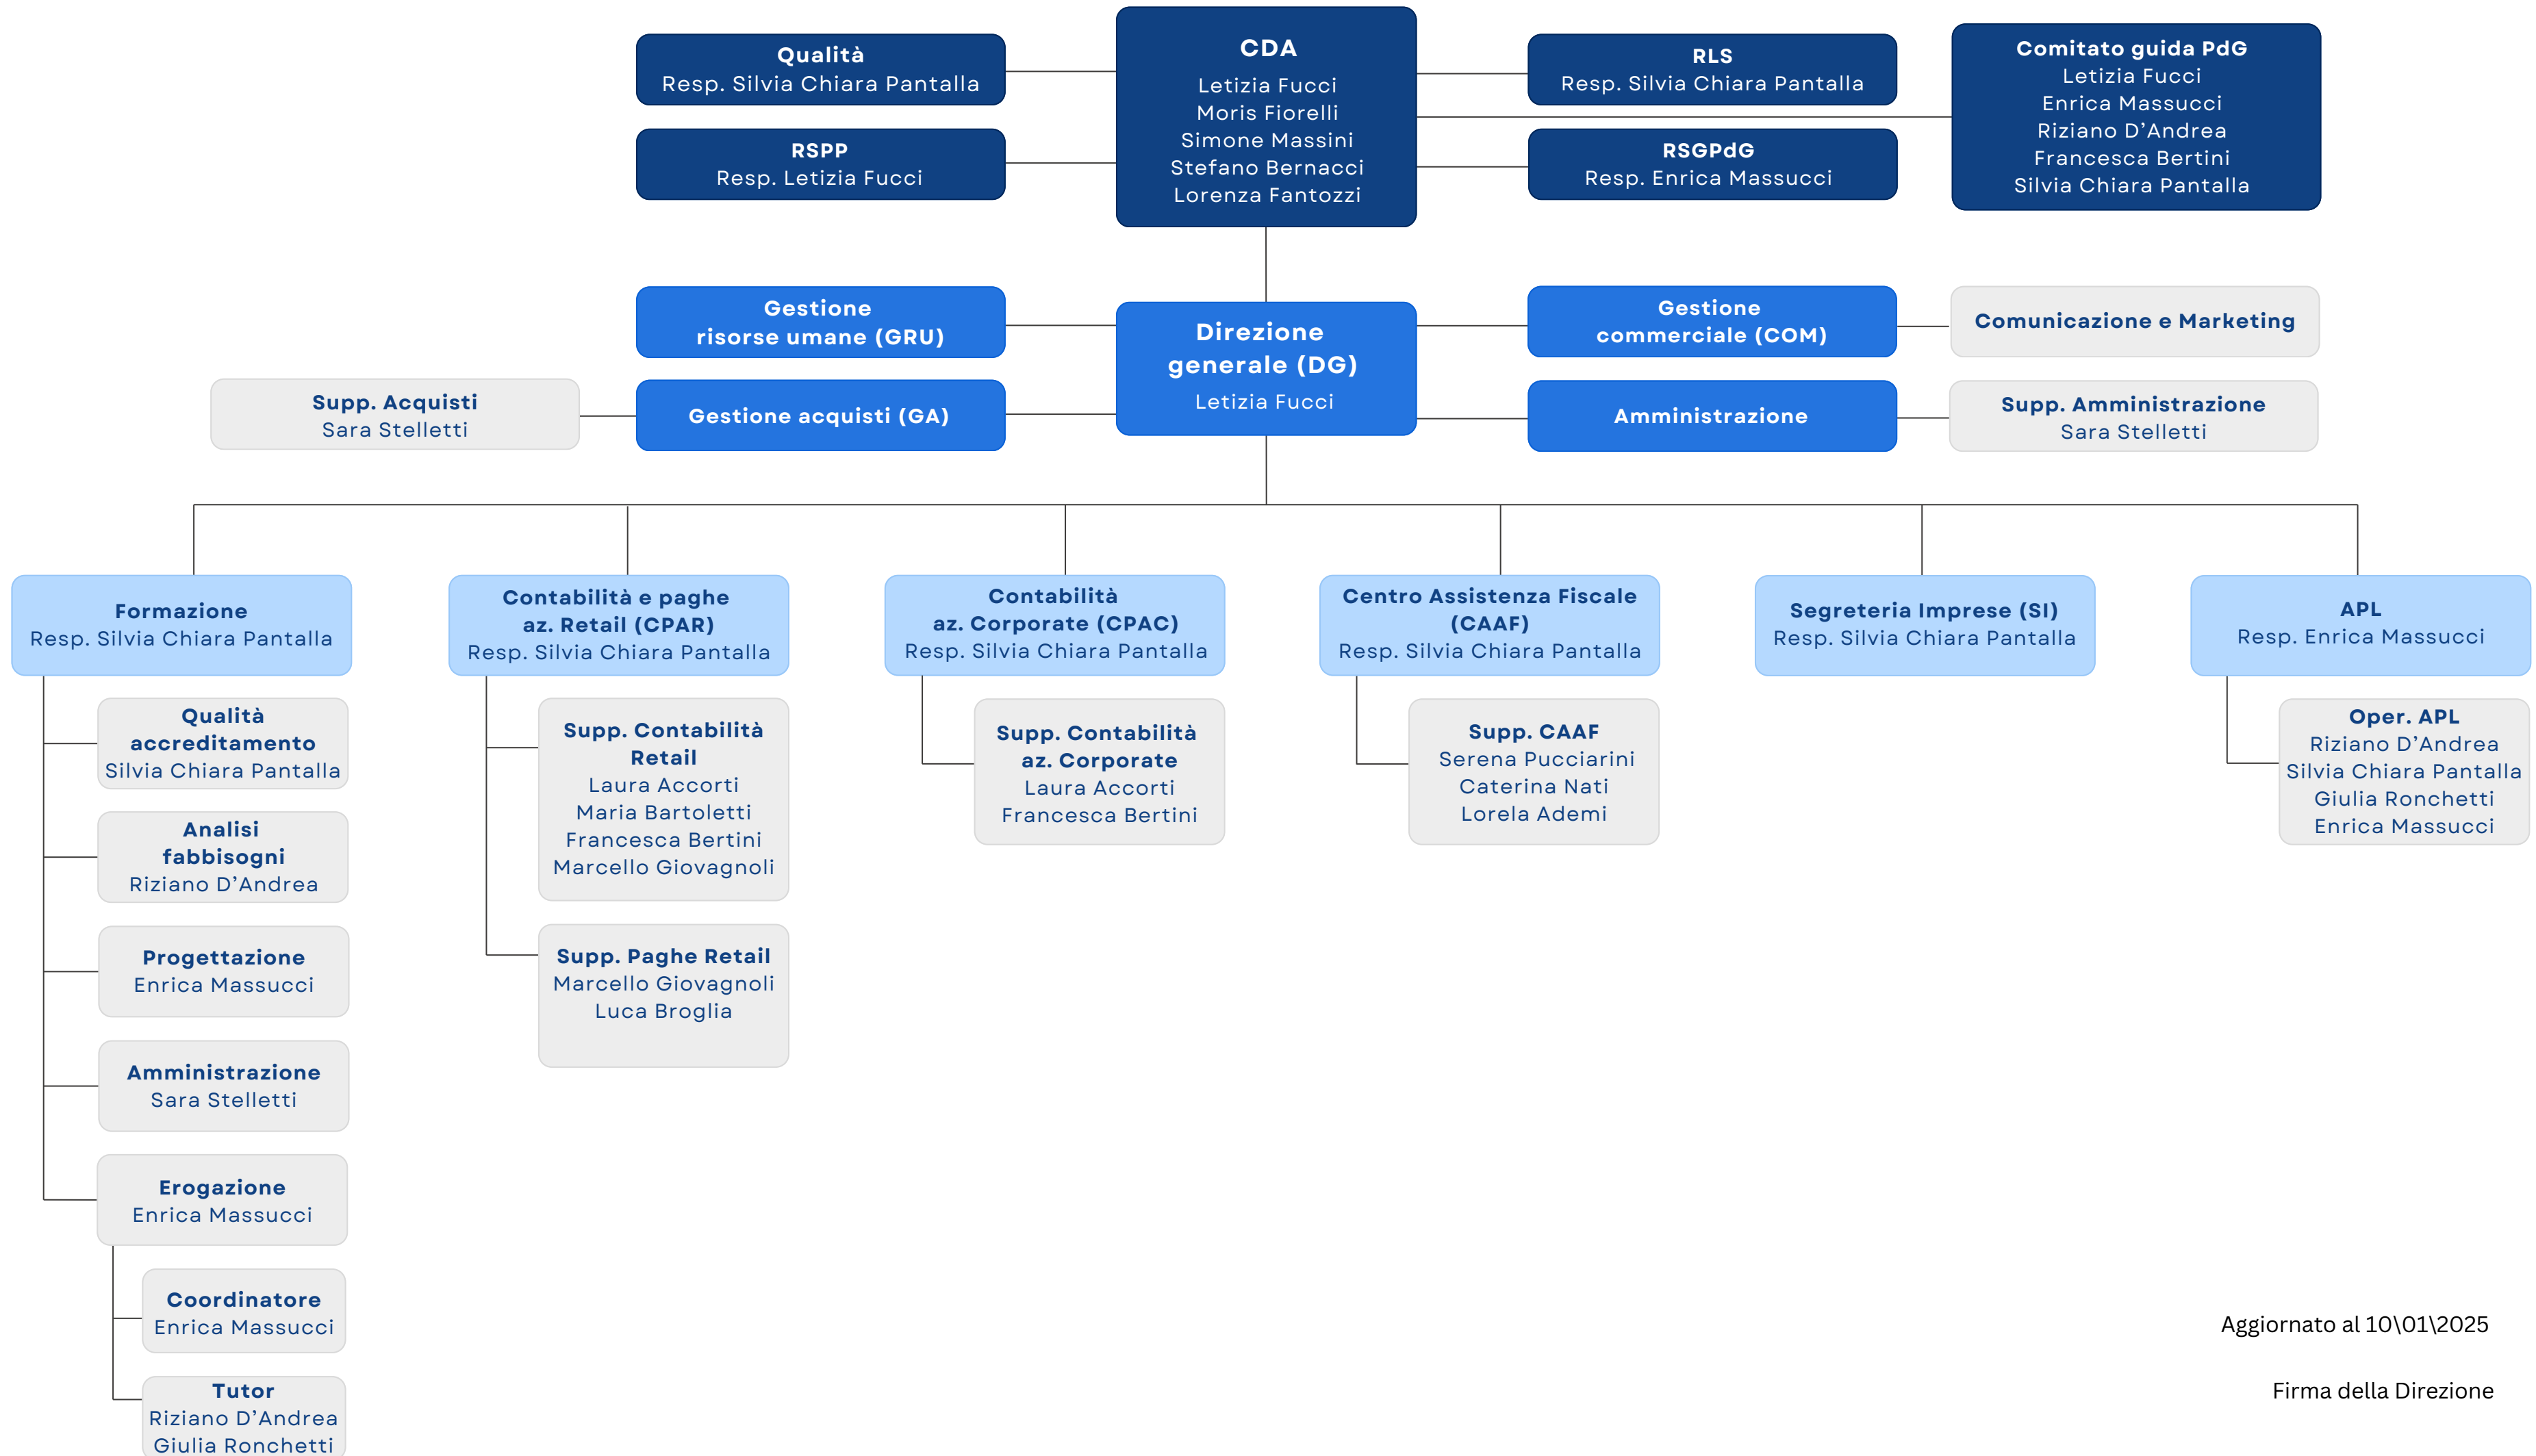 Qualità
Resp. Silvia Chiara Pantalla
RSPP
Resp. Letizia Fucci
CDA
Letizia Fucci
Moris Fiorelli
Simone Massini
Stefano Bernacci
Lorenza Fantozzi
RLS
Resp. Silvia Chiara Pantalla
RSGPdG
Resp. Enrica Massucci
Comitato guida PdG
Letizia Fucci
Enrica Massucci
Riziano D’Andrea
Francesca Bertini
Silvia Chiara Pantalla
Gestione
risorse umane (GRU)
Supp. Acquisti
Sara Stelletti
Gestione acquisti (GA)
Direzione
generale (DG)
Letizia Fucci
Gestione
commerciale (COM)
Comunicazione e Marketing
Amministrazione
Supp. Amministrazione
Sara Stelletti
Formazione
Resp. Silvia Chiara Pantalla
Qualità
accreditamento
Silvia Chiara Pantalla
Analisi
fabbisogni
Riziano D’Andrea
Progettazione
Enrica Massucci
Amministrazione
Sara Stelletti
Erogazione
Enrica Massucci
Coordinatore
Enrica Massucci
Tutor
Riziano D’Andrea
Giulia Ronchetti
Contabilità e paghe
az. Retail (CPAR)
Resp. Silvia Chiara Pantalla
Supp. Contabilità
Retail
Laura Accorti
Maria Bartoletti
Francesca Bertini
Marcello Giovagnoli
Supp. Paghe Retail
Marcello Giovagnoli
Luca Broglia
Contabilità
az. Corporate (CPAC)
Resp. Silvia Chiara Pantalla
Supp. Contabilità
az. Corporate
Laura Accorti
Francesca Bertini
Centro Assistenza Fiscale
(CAAF)
Resp. Silvia Chiara Pantalla
Supp. CAAF
Serena Pucciarini
Caterina Nati
Lorela Ademi
Segreteria Imprese (SI)
Resp. Silvia Chiara Pantalla
APL
Resp. Enrica Massucci
Oper. APL
Riziano D’Andrea
Silvia Chiara Pantalla
Giulia Ronchetti
Enrica Massucci
Aggiornato al 10\01\2025
Firma della Direzione